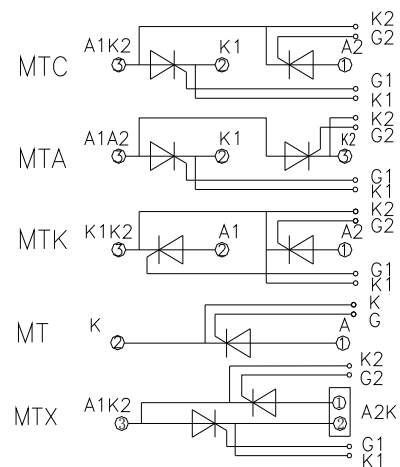 K2
A1K2 K1 A2 G2
MTC ③ ② ①
G1
K1
K2
A1A2 K1 K2 G2
MTA ③ ② ③
G1
K1
K2
K1K2 A1 A2 G2
MTK ③ ② ①
G1
K1
K
K A G
MT ② ①
K2
G2
A1K2 ① A2K
MTX ③ ②
G1
K1